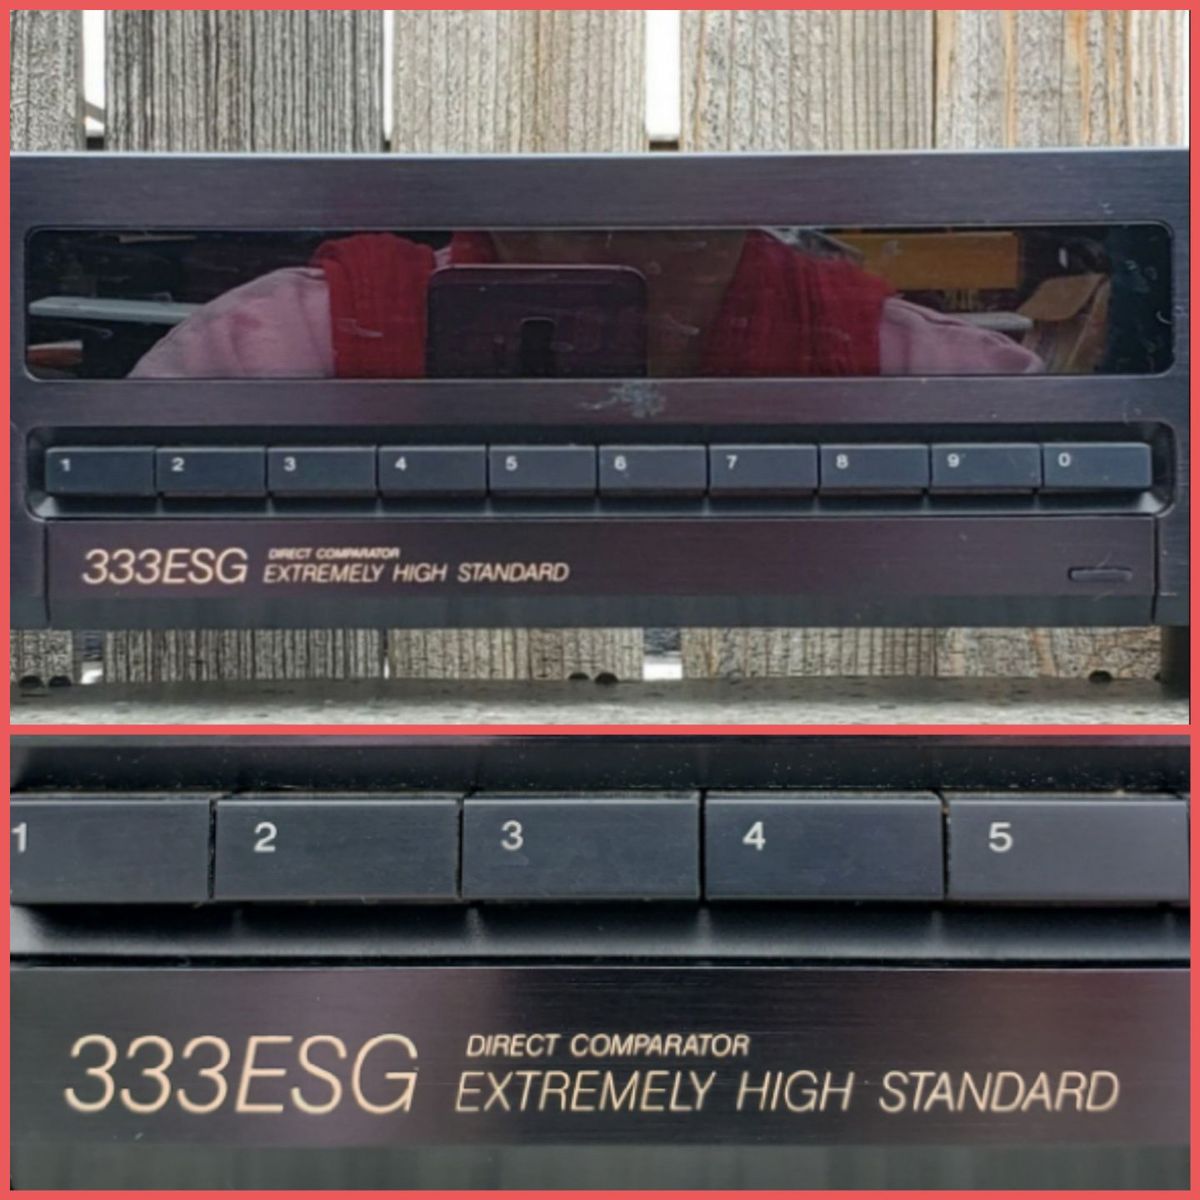 1 2 3 4 5 6 7 8 9 0
333ESG DIRECT COMPARATOR
EXTREMELY HIGH STANDARD
1 2 3 4 5
333ESG DIRECT COMPARATOR
EXTREMELY HIGH STANDARD